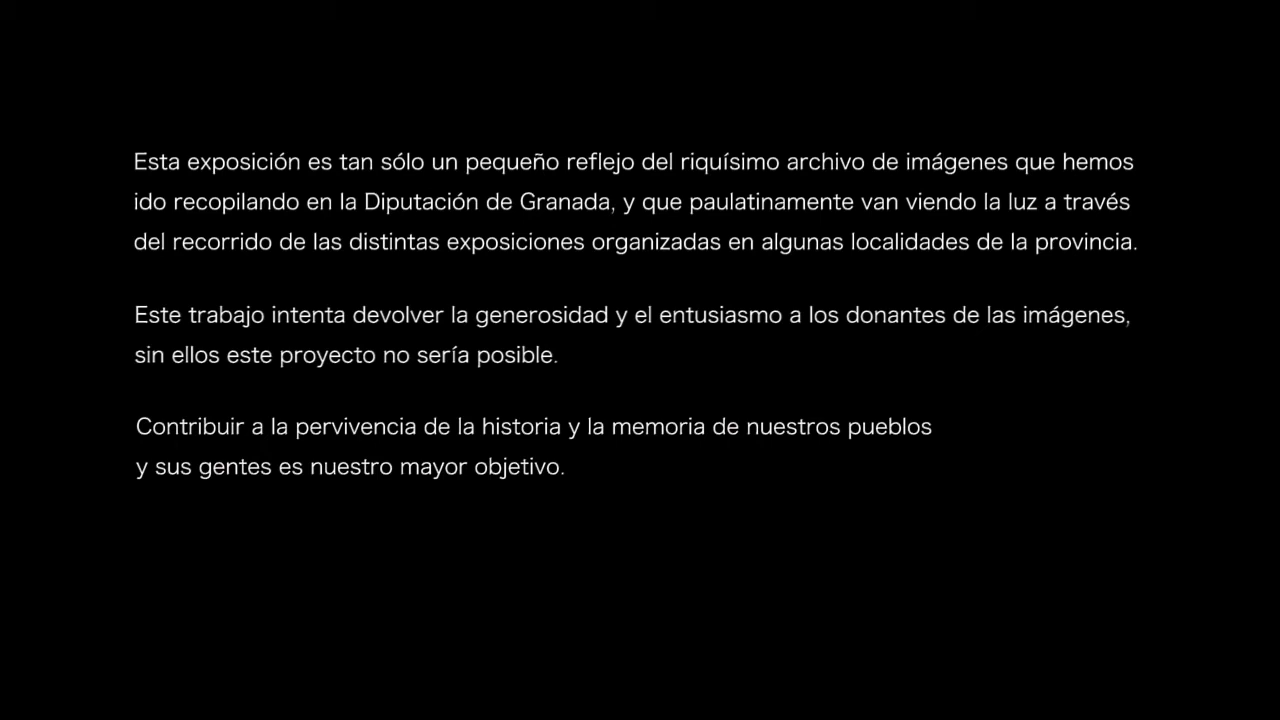 Esta exposición es tan sólo un pequeño reflejo del riquísimo archivo de imágenes que hemos
ido recopilando en la Diputación de Granada, y que paulatinamente van viendo la luz a través
del recorrido de las distintas exposiciones organizadas en algunas localidades de la provincia.
Este trabajo intenta devolver la generosidad y el entusiasmo a los donantes de las imágenes,
sin ellos este proyecto no sería posible.
Contribuir a la pervivencia de la historia y la memoria de nuestros pueblos
y sus gentes es nuestro mayor objetivo.